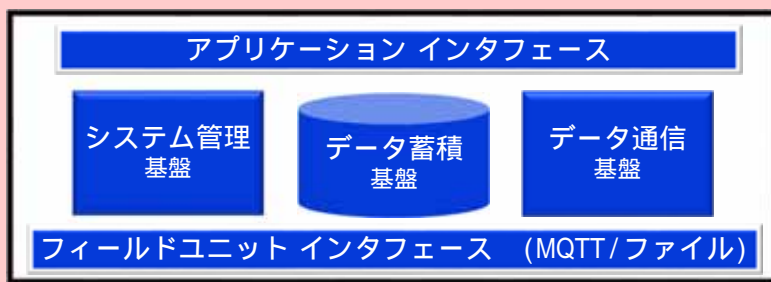 アプリケーション インタフェース
システム管理
基盤
データ蓄積
基盤
データ通信
基盤
フィールドユニット インタフェース (MQTT/ファイル)